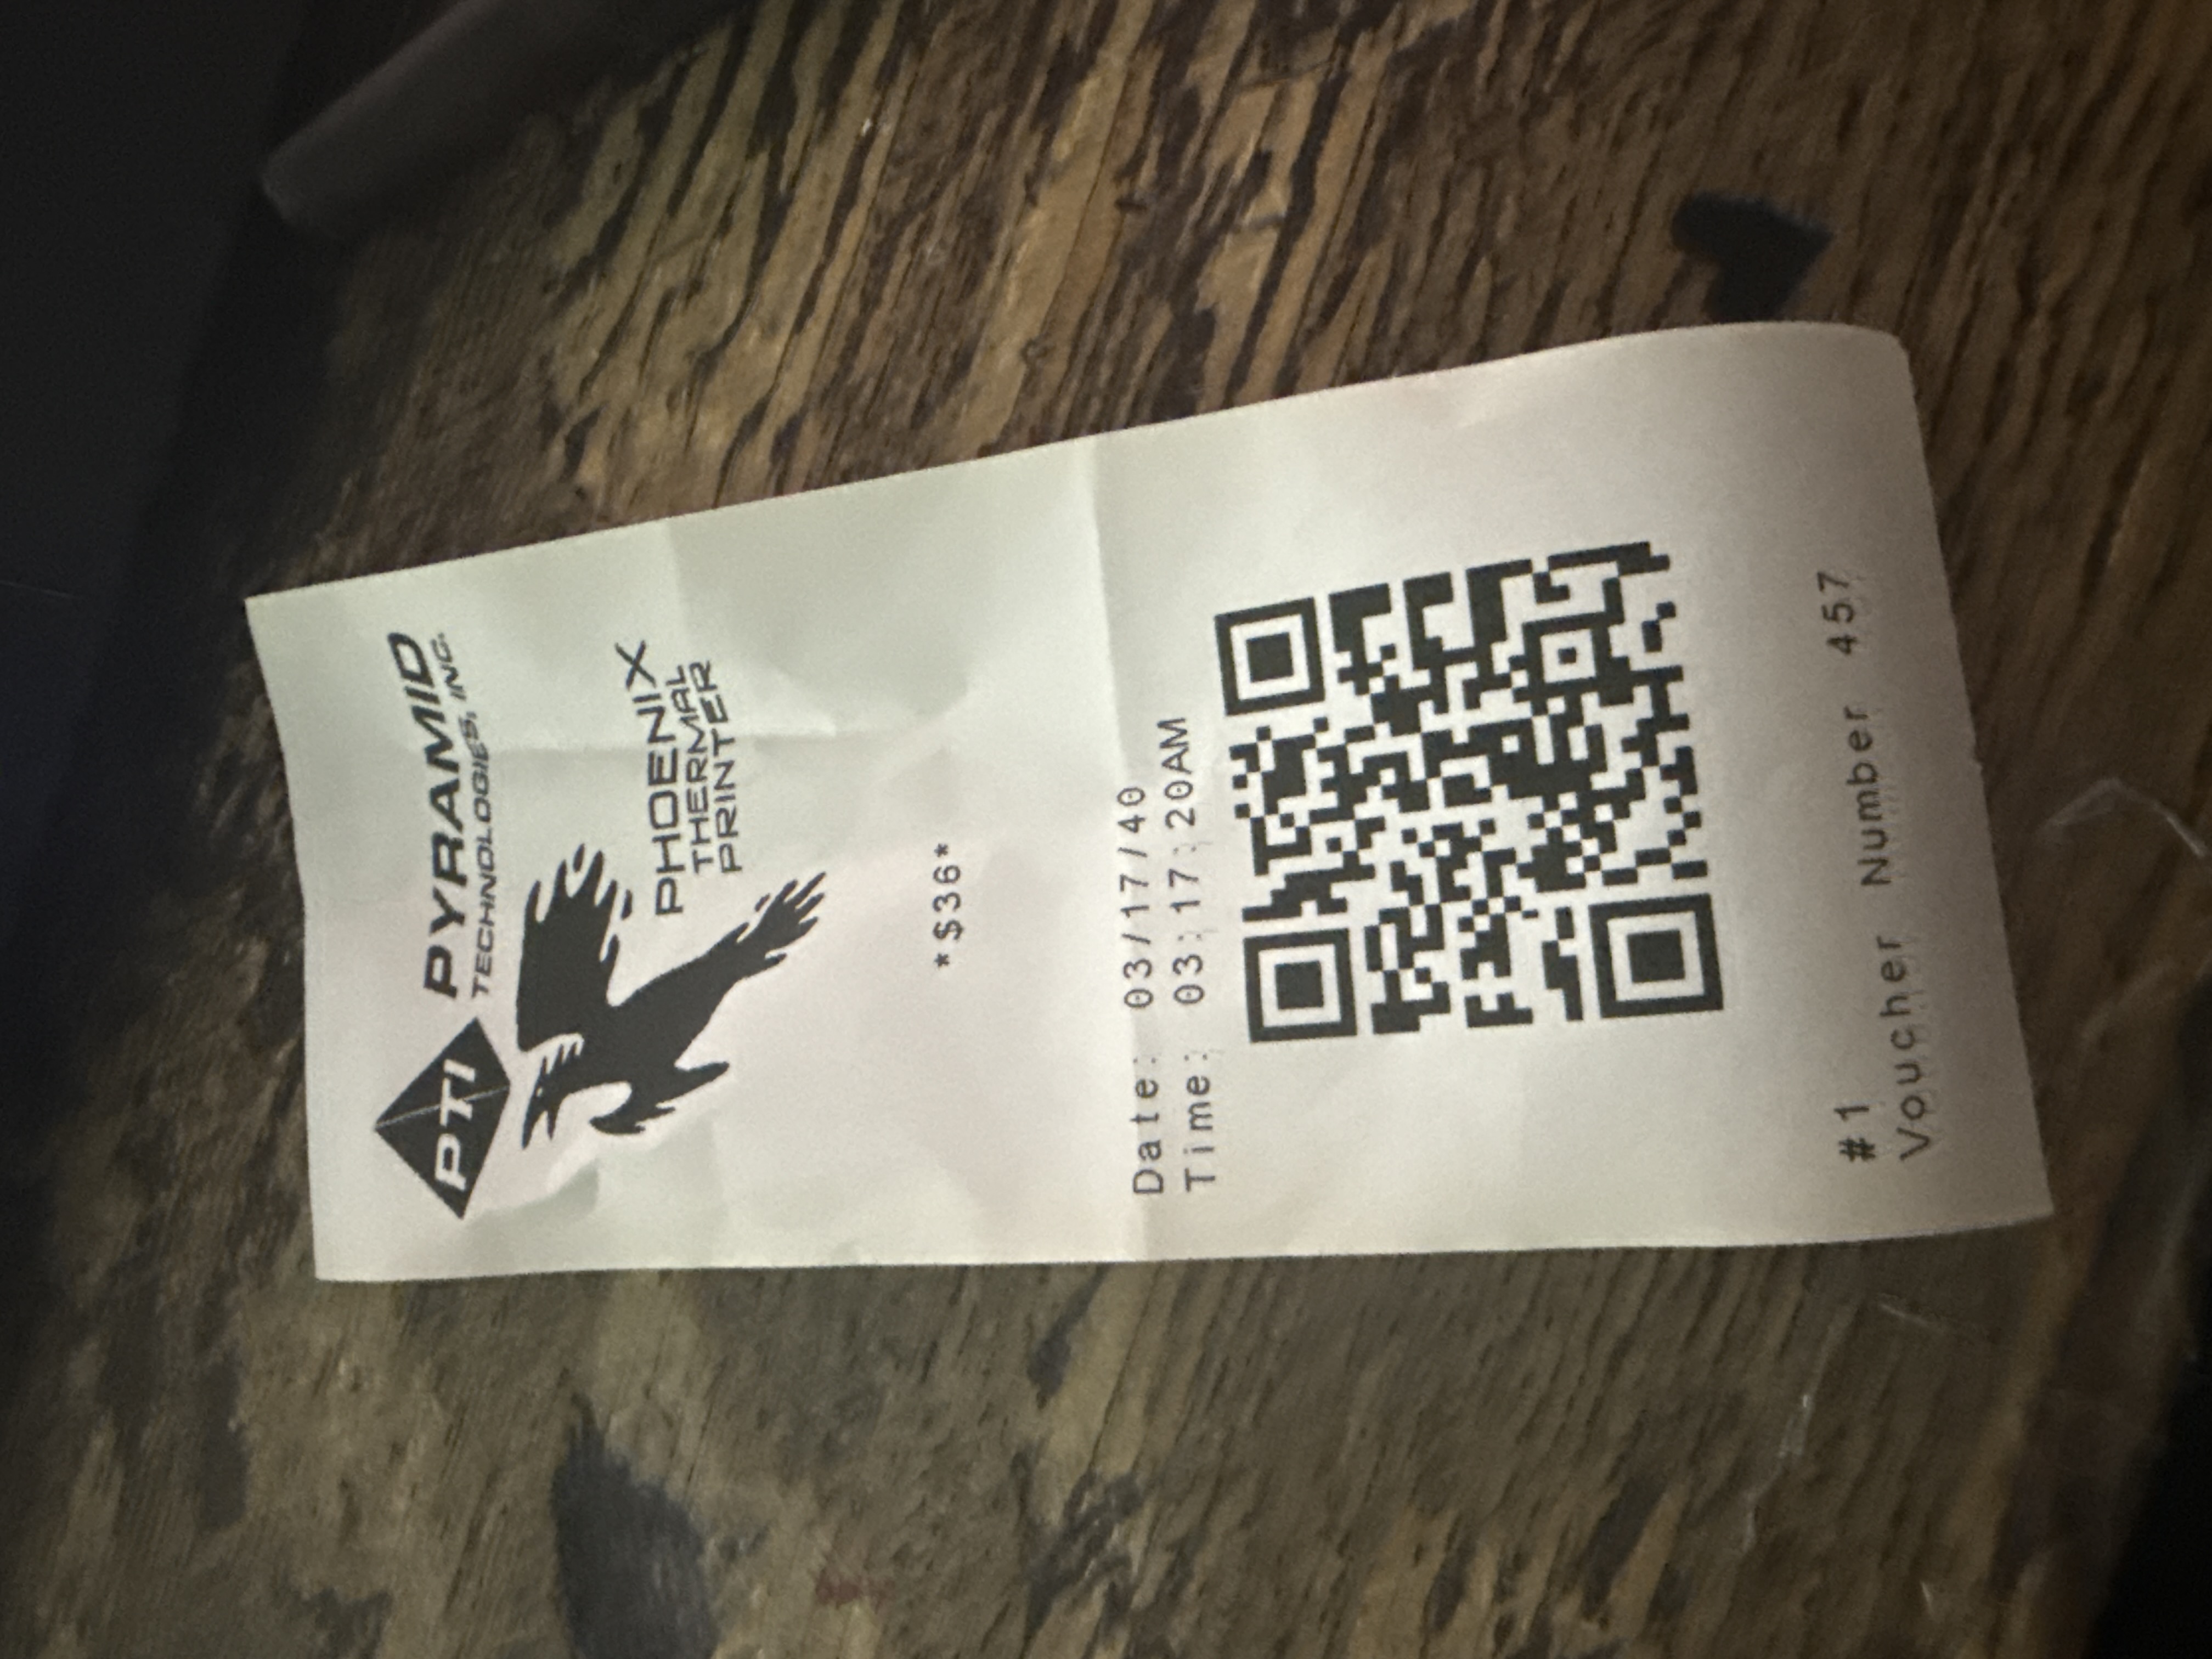 PTI
PYRAMID
TECHNOLOGIES, INC.
PHOENIX
THERMAL
PRINTER
*$36*
Date: 03/17/40
Time: 03:17:20AM
#1
Voucher Number 457